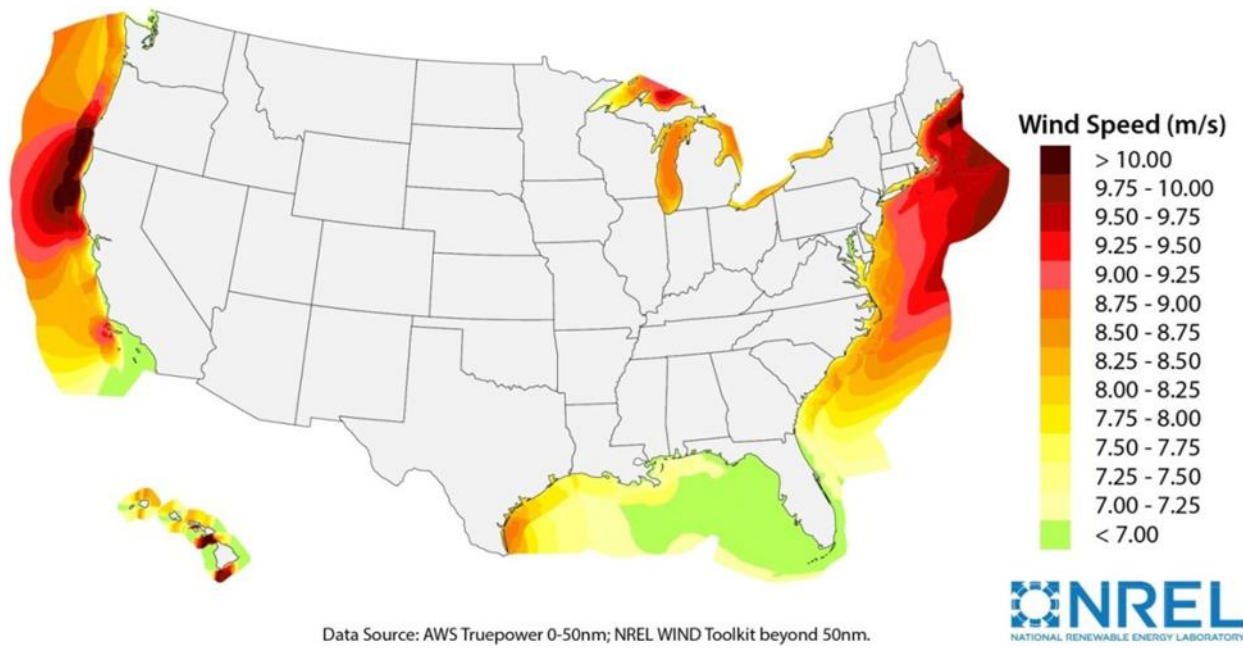 Wind Speed (m/s)
> 10.00
9.75 - 10.00
9.50 - 9.75
9.25 - 9.50
9.00 - 9.25
8.75 - 9.00
8.50 - 8.75
8.25 - 8.50
8.00 - 8.25
7.75 - 8.00
7.50 - 7.75
7.25 - 7.50
7.00 - 7.25
< 7.00
Data Source: AWS Truepower 0-50nm; NREL WIND Toolkit beyond 50nm.
NREL
NATIONAL RENEWABLE ENERGY LABORATORY